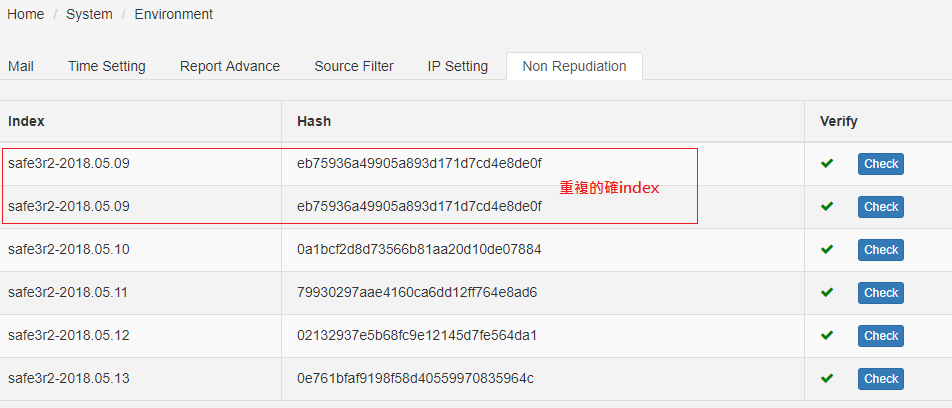 Home / System / Environment
Mail Time Setting Report Advance Source Filter IP Setting Non Repudiation
Index Hash Verify
safe3r2-2018.05.09 eb75936a49905a893d171d7cd4e8de0f Check
重複的確index
safe3r2-2018.05.09 eb75936a49905a893d171d7cd4e8de0f Check
safe3r2-2018.05.10 0a1bcf2d8d73566b81aa20d10de07884 Check
safe3r2-2018.05.11 79930297aae4160ca6dd12ff764e8ad6 Check
safe3r2-2018.05.12 02132937e5b68fc9e12145d7fe564da1 Check
safe3r2-2018.05.13 0e761bfaf9198f58d40559970835964c Check